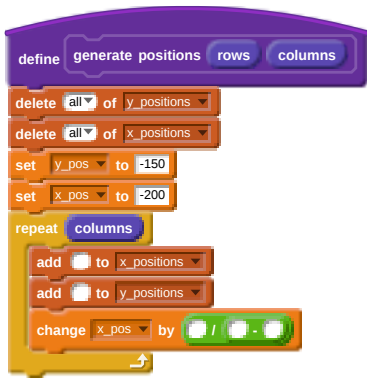 define generate positions rows columns
delete all of y_positions
delete all of x_positions
set y_pos to -150
set x_pos to -200
repeat columns
add to x_positions
add to y_positions
change x_pos by / -